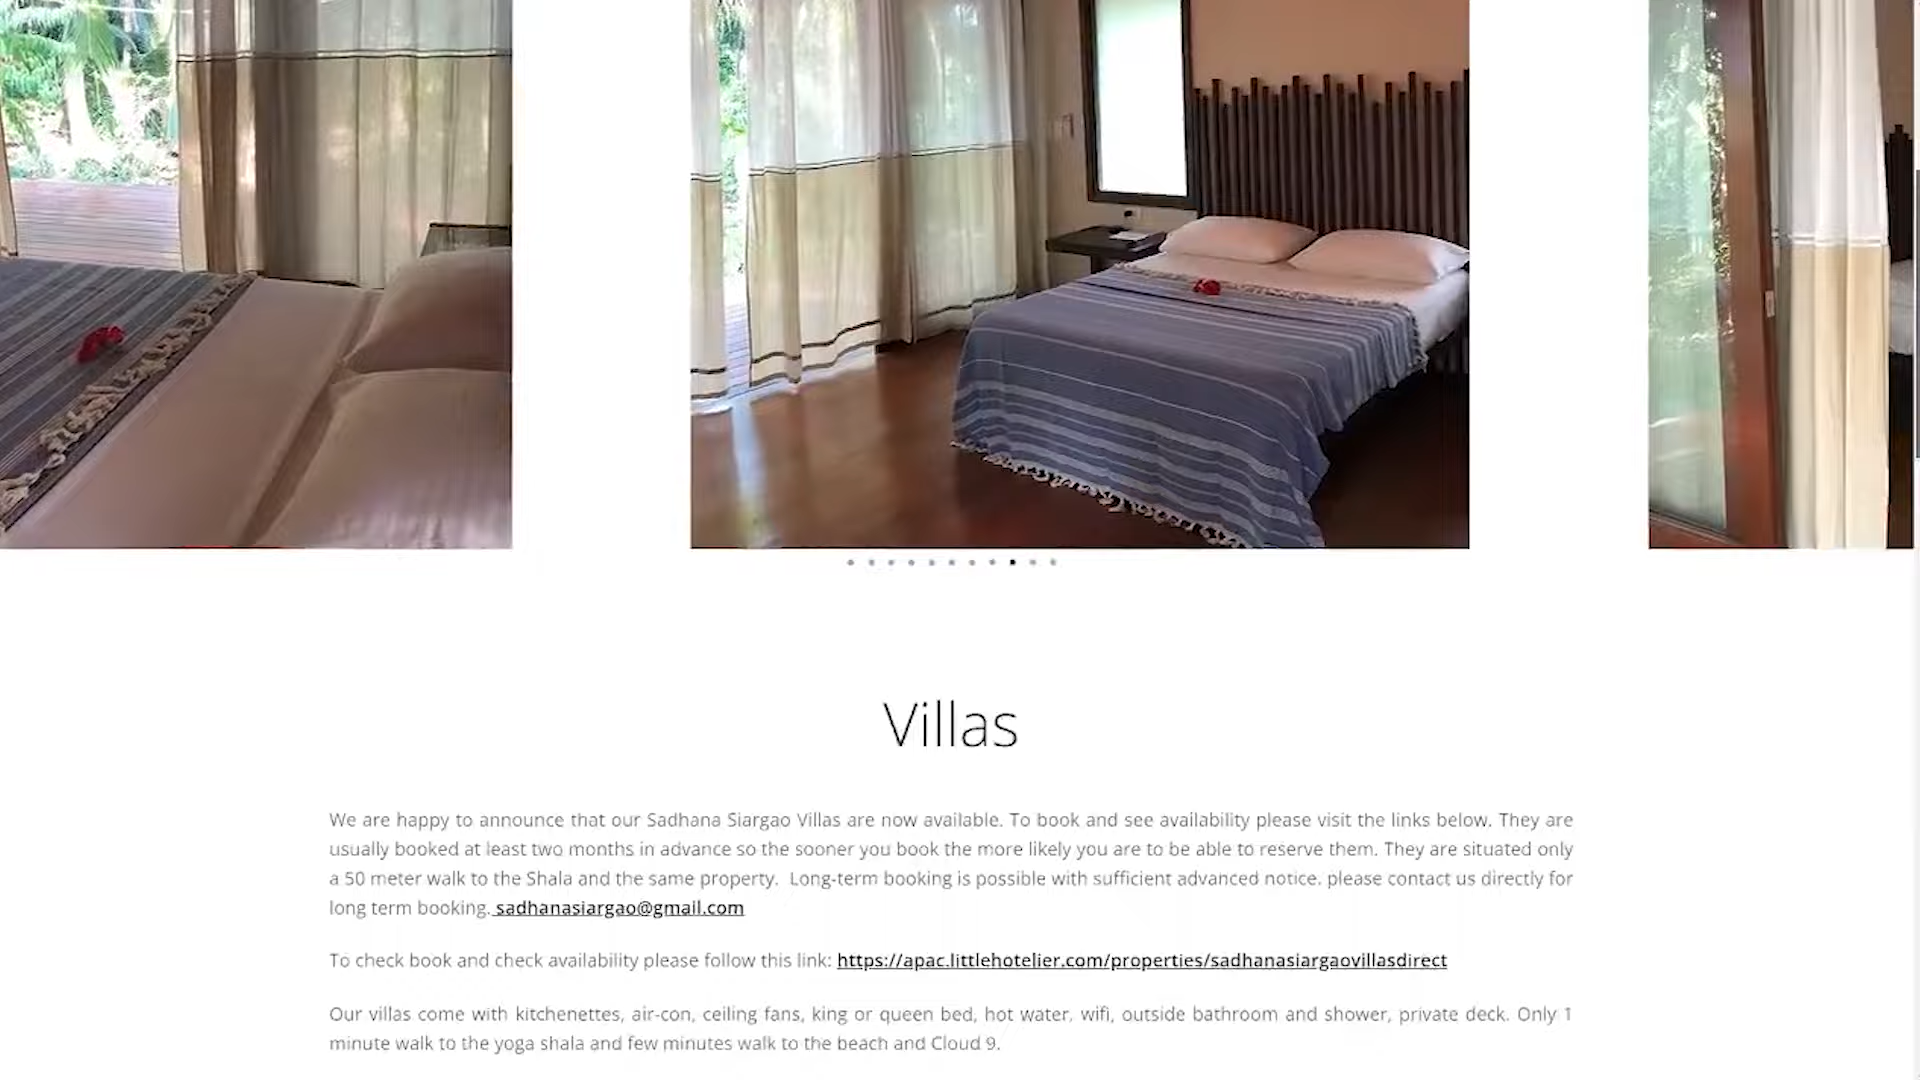 Villas
We are happy to announce that our Sadhana Siargao Villas are now available. To book and see availability please visit the links below. They are
usually booked at least two months in advance so the sooner you book the more likely you are to be able to reserve them. They are situated only
a 50 meter walk to the Shala and the same property.  Long-term booking is possible with sufficient advanced notice. please contact us directly for
long term booking. sadhanasiargao@gmail.com
To check book and check availability please follow this link: https://apac.littlehotelier.com/properties/sadhanasiargaovillasdirect
Our villas come with kitchenettes, air-con, ceiling fans, king or queen bed, hot water, wifi, outside bathroom and shower, private deck. Only 1
minute walk to the yoga shala and few minutes walk to the beach and Cloud 9.